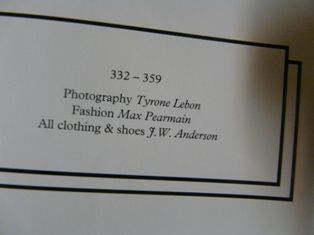 332 – 359
Photography Tyrone Lebon
Fashion Max Pearmain
All clothing & shoes J.W. Anderson